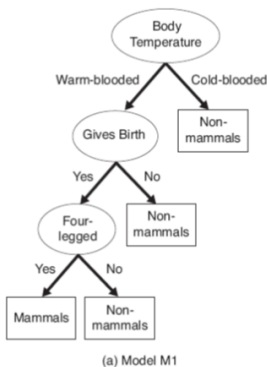 Body
Temperature
Warm-blooded
Cold-blooded
Gives Birth
Non-
mammals
Yes
No
Four-
legged
Non-
mammals
Yes
No
Mammals
Non-
mammals
(a) Model M1